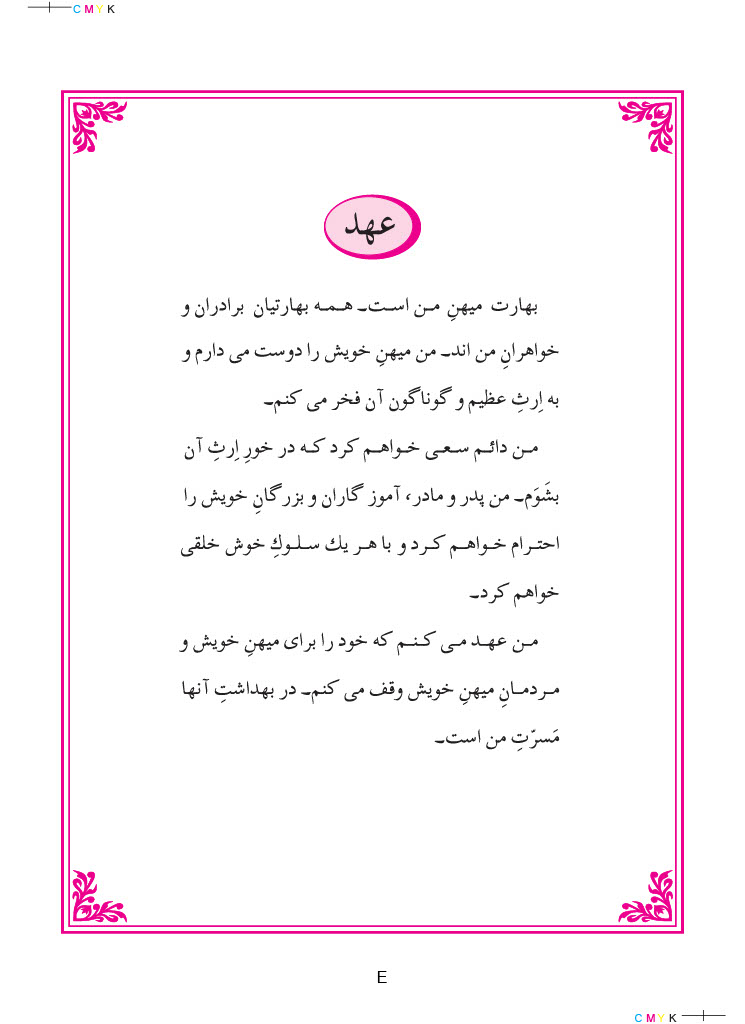 CMYK
عهد
بهارت میهنِ من است۔ همه بهارتیان برادران و
خواهرانِ من اند۔ من میهنِ خویش را دوست می دارم و
به اِرثِ عظیم و گوناگون آن فخر می کنم۔
من دائم سعی خواهم کرد که در خورِ اِرثِ آن
بشَوَم۔ من پدر و مادر، آموز گاران و بزرگانِ خویش را
احترام خواهم کرد و با هر یك سلوكِ خوش خلقی
خواهم کرد۔
من عهد می کنم که خود را برای میهنِ خویش و
مردمانِ میهنِ خویش وقف می کنم۔ در بهداشتِ آنها
مَسرّتِ من است۔
E
CMYK